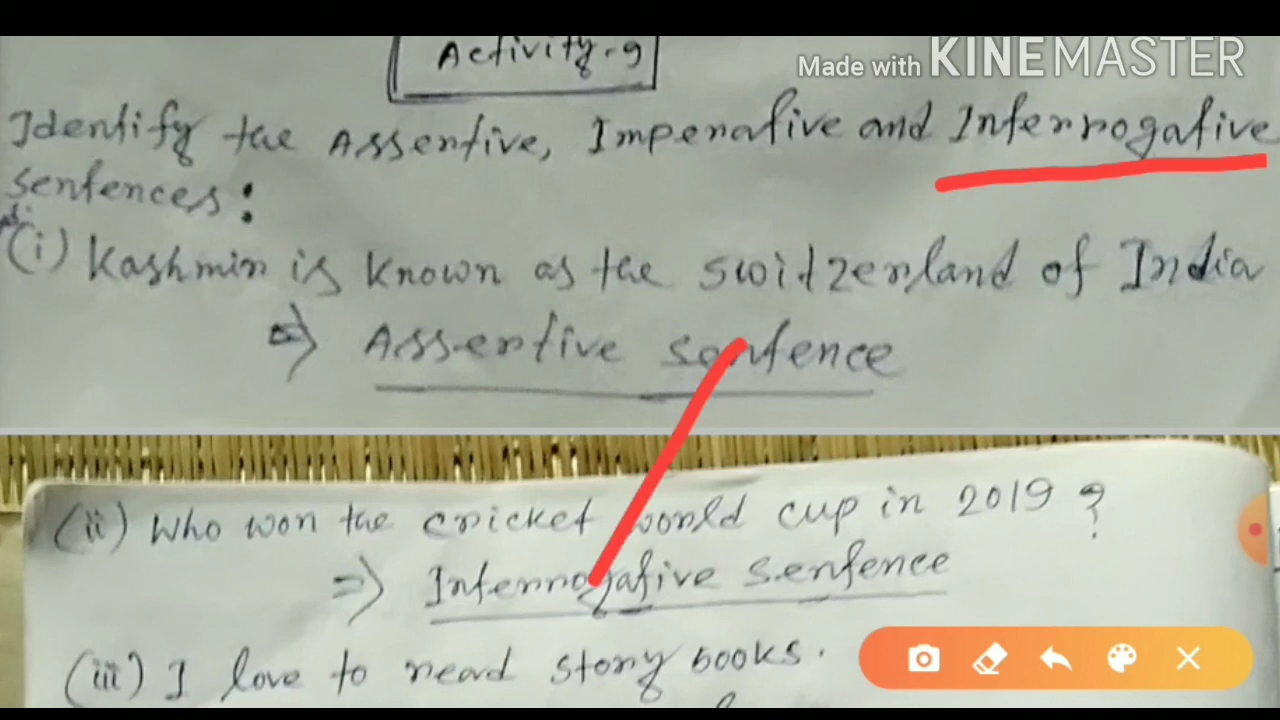 Activity-9
Made with KINEMASTER
Identify the Assertive, Imperative and Interrogative
sentences:
(i) Kashmir is known as the switzerland of India
=> Assertive sentence
(ii) Who won the cricket world cup in 2019 ?
=> Interrogative sentence
(iii) I love to read story books.